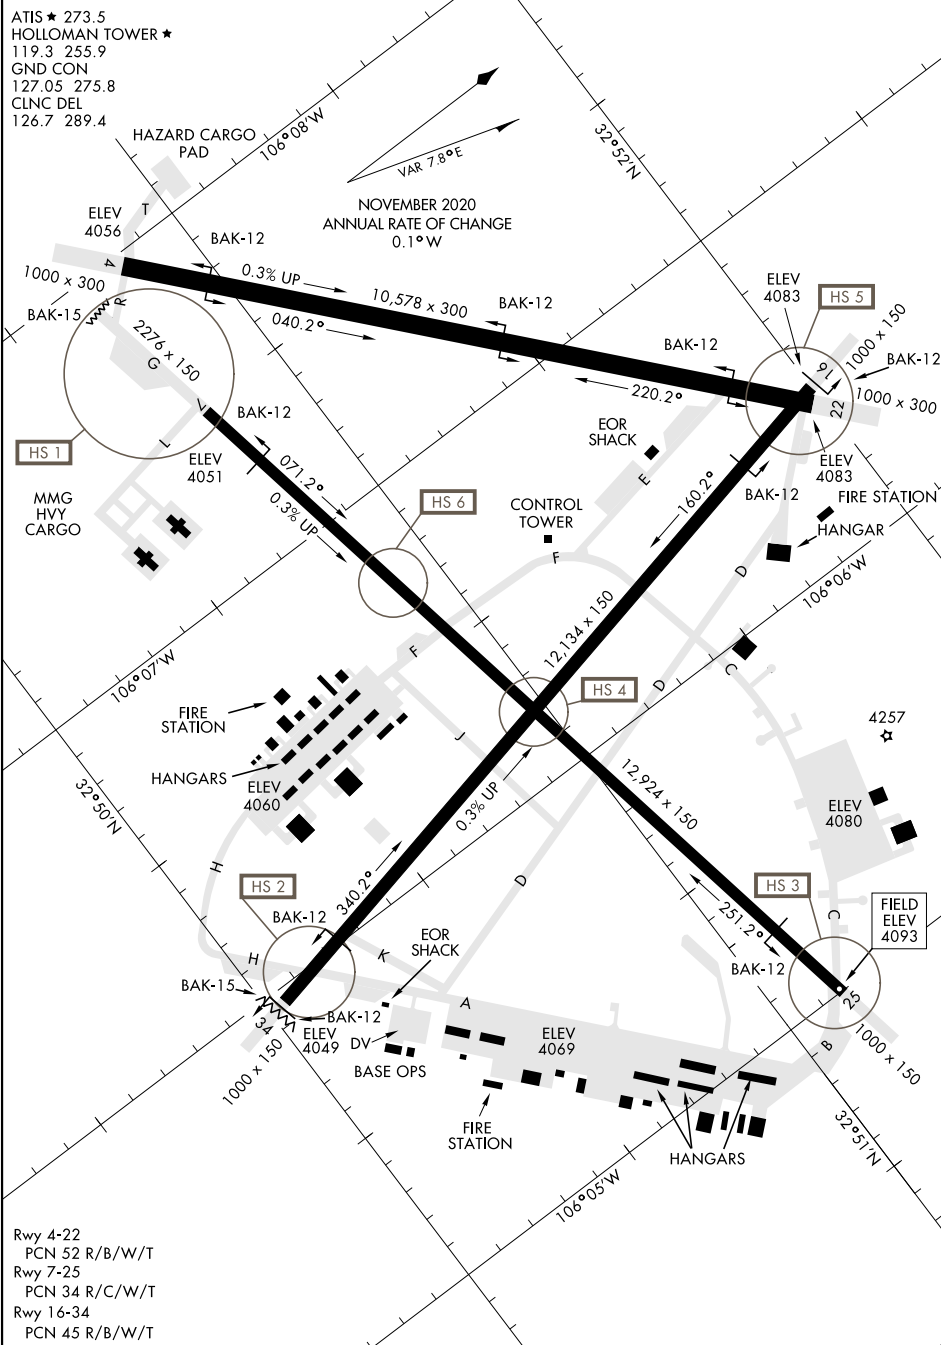 ATIS ★ 273.5
HOLLOMAN TOWER ★
119.3 255.9
GND CON
127.05 275.8
CLNC DEL
126.7 289.4
HAZARD CARGO
PAD
106°08'W
32°52'N
VAR 7.8°E
NOVEMBER 2020
ANNUAL RATE OF CHANGE
0.1°W
T
ELEV
4056
BAK-12
4
1000 x 300
0.3% UP
10,578 x 300
040.2°
BAK-12
ELEV
4083
HS 5
1000 x 150
BAK-15
R
2276 x 150
G
BAK-12
220.2°
16
BAK-12
22
1000 x 300
HS 1
L
7
BAK-12
ELEV
4051
071.2°
0.3% UP
EOR
SHACK
E
ELEV
4083
BAK-12
160.2°
FIRE STATION
HANGAR
MMG
HVY
CARGO
HS 6
CONTROL
TOWER
F
D
106°06'W
12,134 x 150
106°07'W
F
HS 4
D
C
FIRE
STATION
J
4257
HANGARS
ELEV
4060
0.3% UP
12,924 x 150
ELEV
4080
32°50'N
H
D
HS 2
340.2°
BAK-12
251.2°
HS 3
C
FIELD
ELEV
4093
EOR
SHACK
H
K
BAK-12
BAK-15
A
25
34
BAK-12
ELEV
4049
DV
BASE OPS
ELEV
4069
B
1000 x 150
1000 x 150
FIRE
STATION
HANGARS
32°51'N
106°05'W
Rwy 4-22
PCN 52 R/B/W/T
Rwy 7-25
PCN 34 R/C/W/T
Rwy 16-34
PCN 45 R/B/W/T